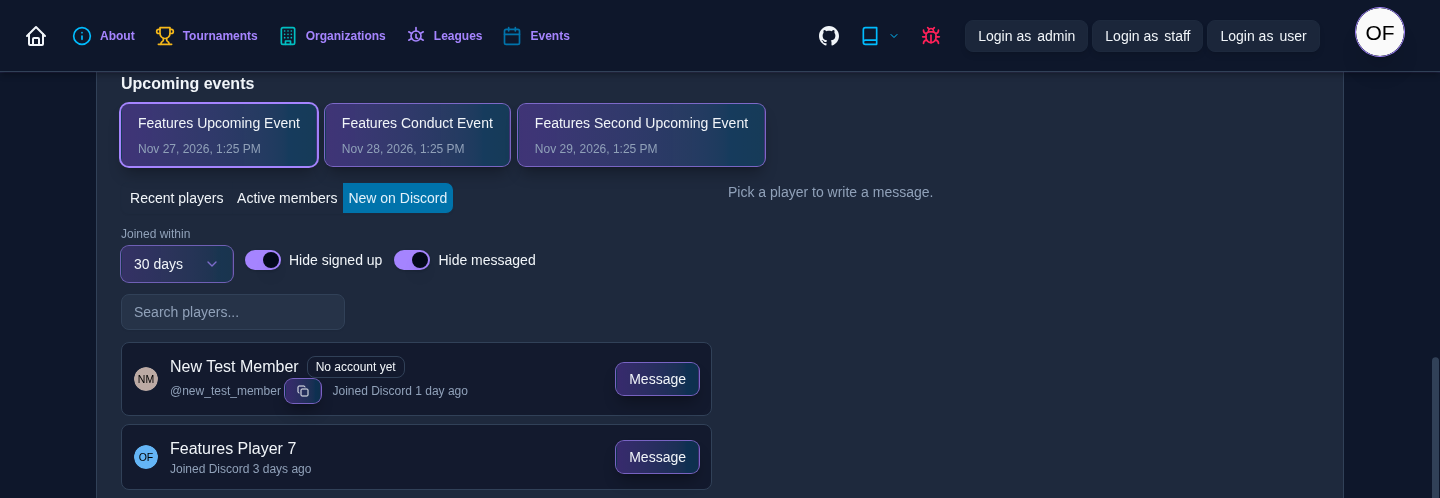 About Tournaments Organizations Leagues Events Login as admin Login as staff Login as user OF
Upcoming events
Features Upcoming Event Features Conduct Event Features Second Upcoming Event
Nov 27, 2026, 1:25 PM Nov 28, 2026, 1:25 PM Nov 29, 2026, 1:25 PM
Recent players Active members New on Discord Pick a player to write a message.
Joined within
30 days Hide signed up Hide messaged
Search players...
NM New Test Member No account yet Message
@new_test_member Joined Discord 1 day ago
OF Features Player 7 Message
Joined Discord 3 days ago